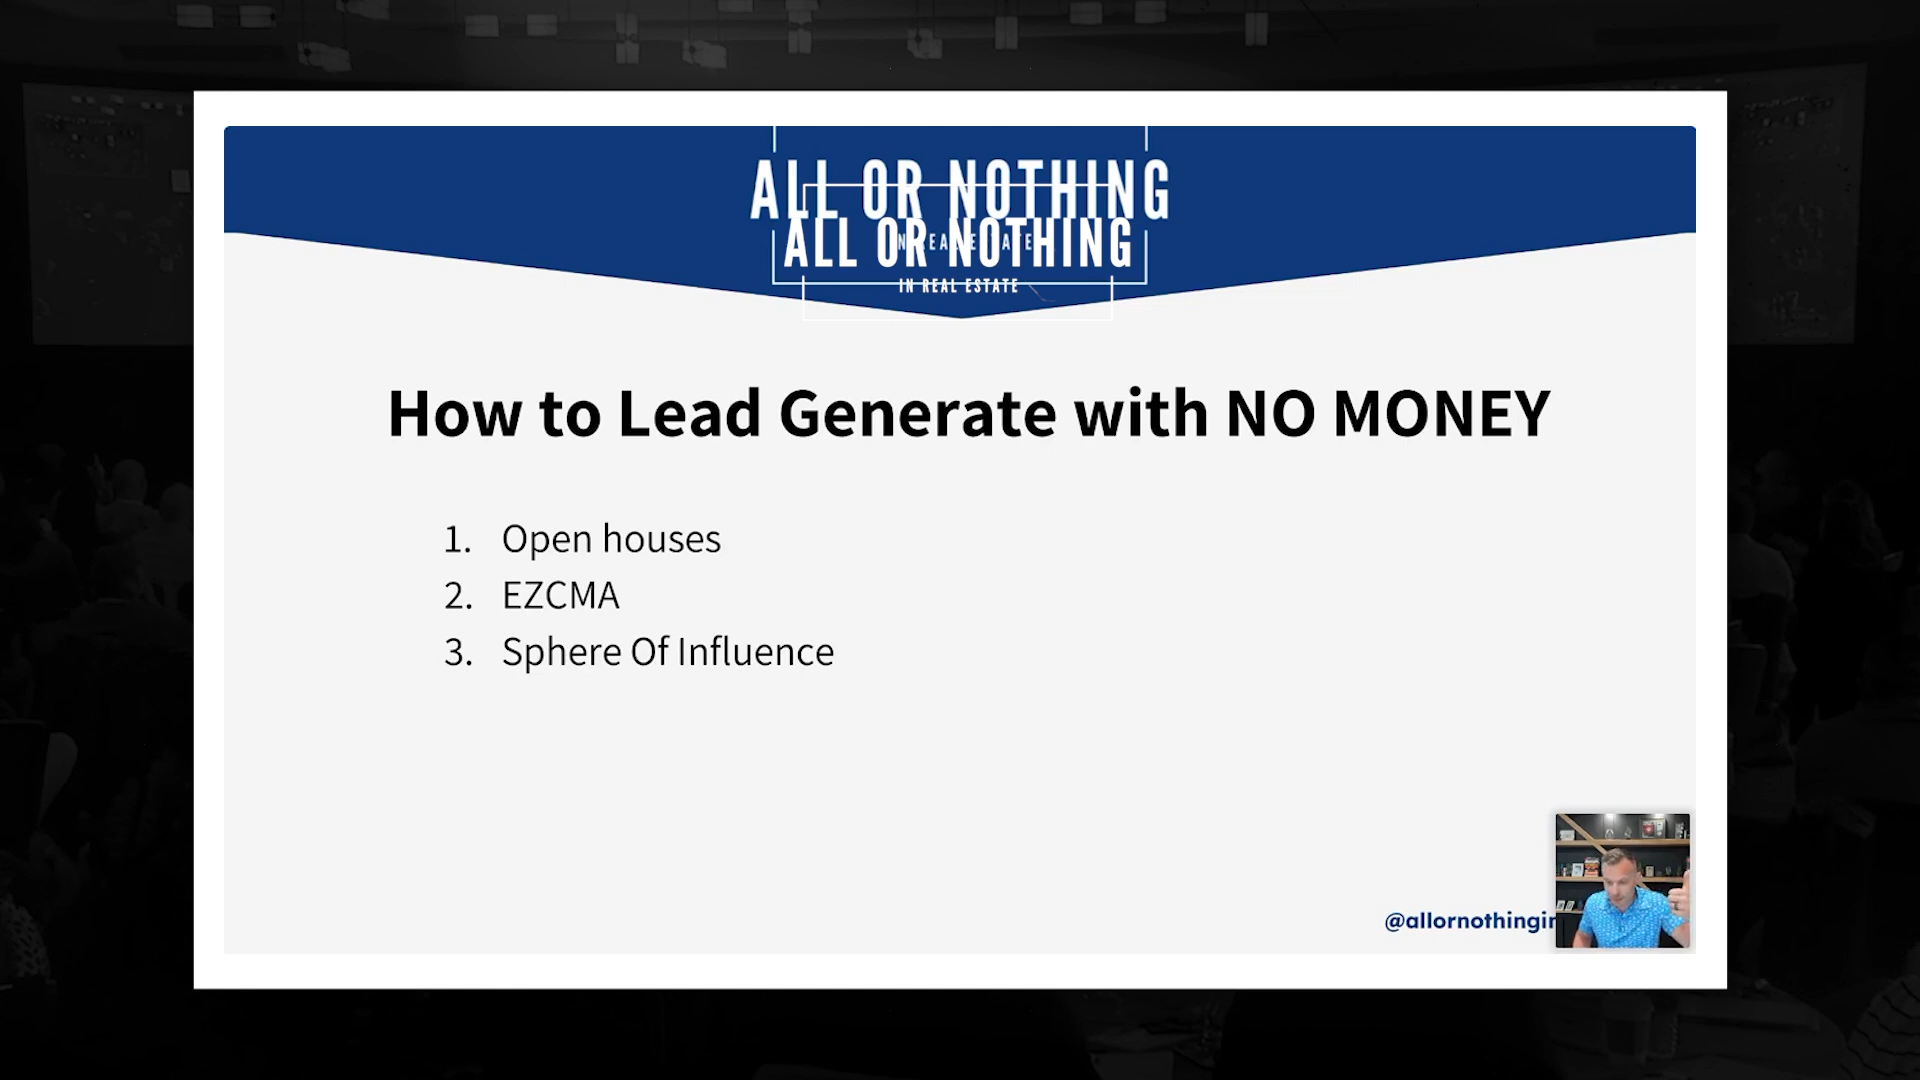 ALL OR NOTHING
ALL OR NOTHING
IN REAL ESTATE
How to Lead Generate with NO MONEY
1. Open houses
2. EZCMA
3. Sphere Of Influence
@allornothingin